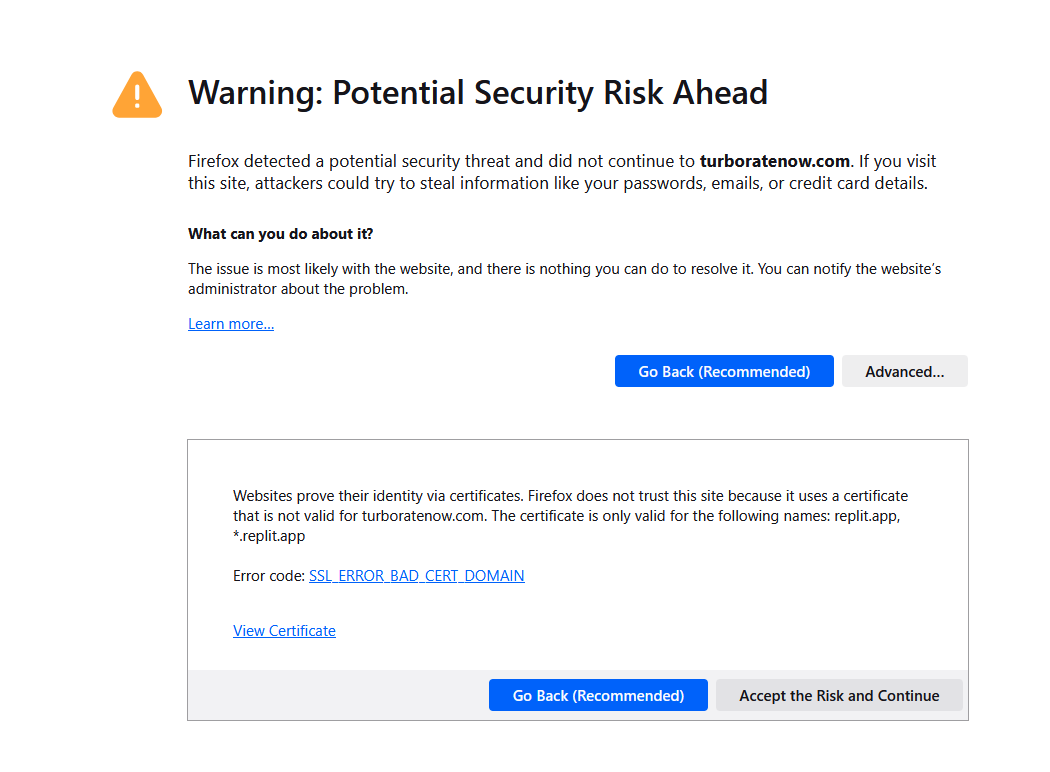 Warning: Potential Security Risk Ahead
Firefox detected a potential security threat and did not continue to turboratenow.com. If you visit
this site, attackers could try to steal information like your passwords, emails, or credit card details.
What can you do about it?
The issue is most likely with the website, and there is nothing you can do to resolve it. You can notify the website’s
administrator about the problem.
Learn more…
Go Back (Recommended)
Advanced…
Websites prove their identity via certificates. Firefox does not trust this site because it uses a certificate
that is not valid for turboratenow.com. The certificate is only valid for the following names: replit.app,
*.replit.app
Error code: SSL_ERROR_BAD_CERT_DOMAIN
View Certificate
Go Back (Recommended)
Accept the Risk and Continue